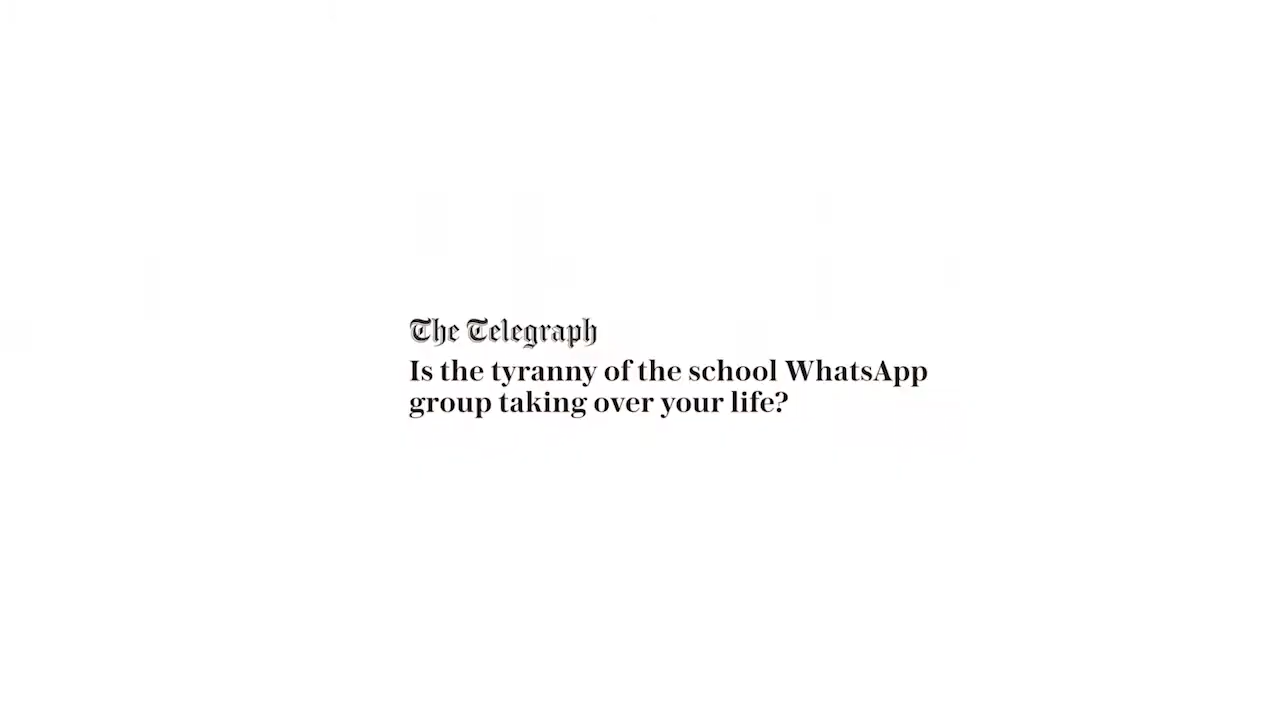 The Telegraph
Is the tyranny of the school WhatsApp
group taking over your life?